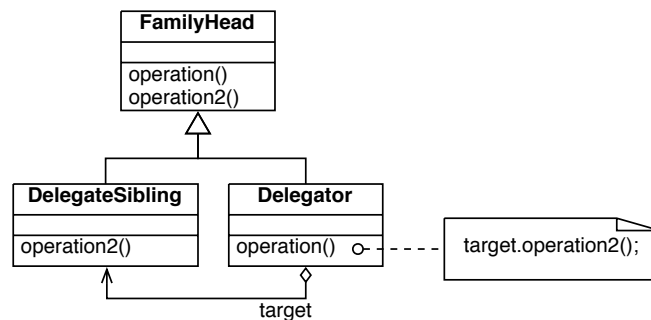 FamilyHead
operation()
operation2()
DelegateSibling
operation2()
Delegator
operation()
target.operation2();
target